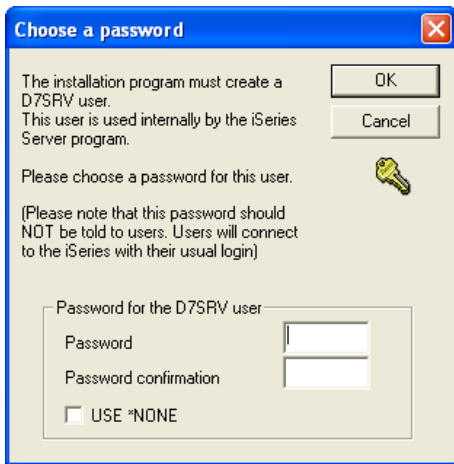 Choose a password
The installation program must create a
D7SRV user.
This user is used internally by the iSeries
Server program.
Please choose a password for this user.
(Please note that this password should
NOT be told to users. Users will connect
to the iSeries with their usual login)
OK
Cancel
Password for the D7SRV user
Password
Password confirmation
USE *NONE